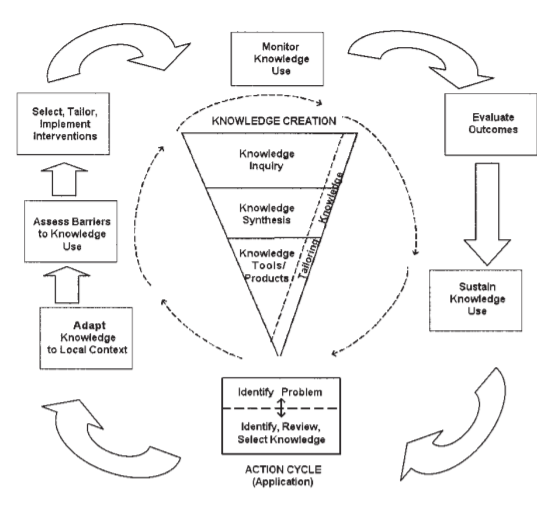 Monitor
Knowledge
Use
Select, Tailor,
Implement
Interventions
KNOWLEDGE CREATION
Evaluate
Outcomes
Knowledge
Inquiry
Knowledge
Synthesis
Knowledge
Tools/
Products
Tailoring Knowledge
Assess Barriers
to Knowledge
Use
Sustain
Knowledge
Use
Adapt
Knowledge
to Local Context
Identify Problem
Identify, Review,
Select Knowledge
ACTION CYCLE
(Application)